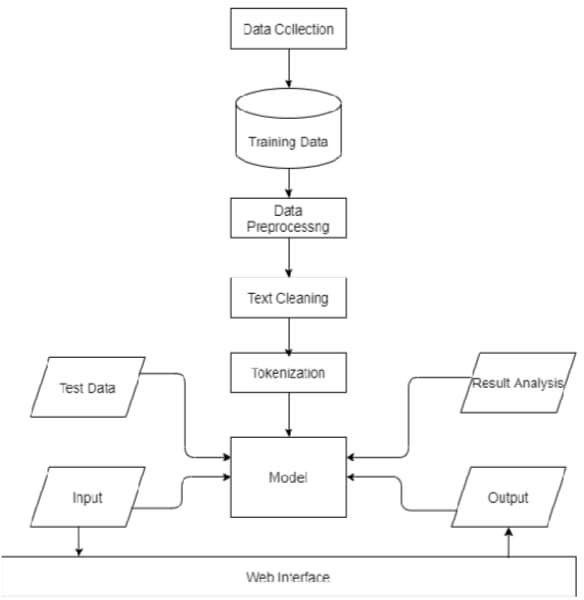 Data Collection
Training Data
Data
Preprocessng
Text Cleaning
Tokenization
Test Data
Result Analysis
Model
Input
Output
Web Interface